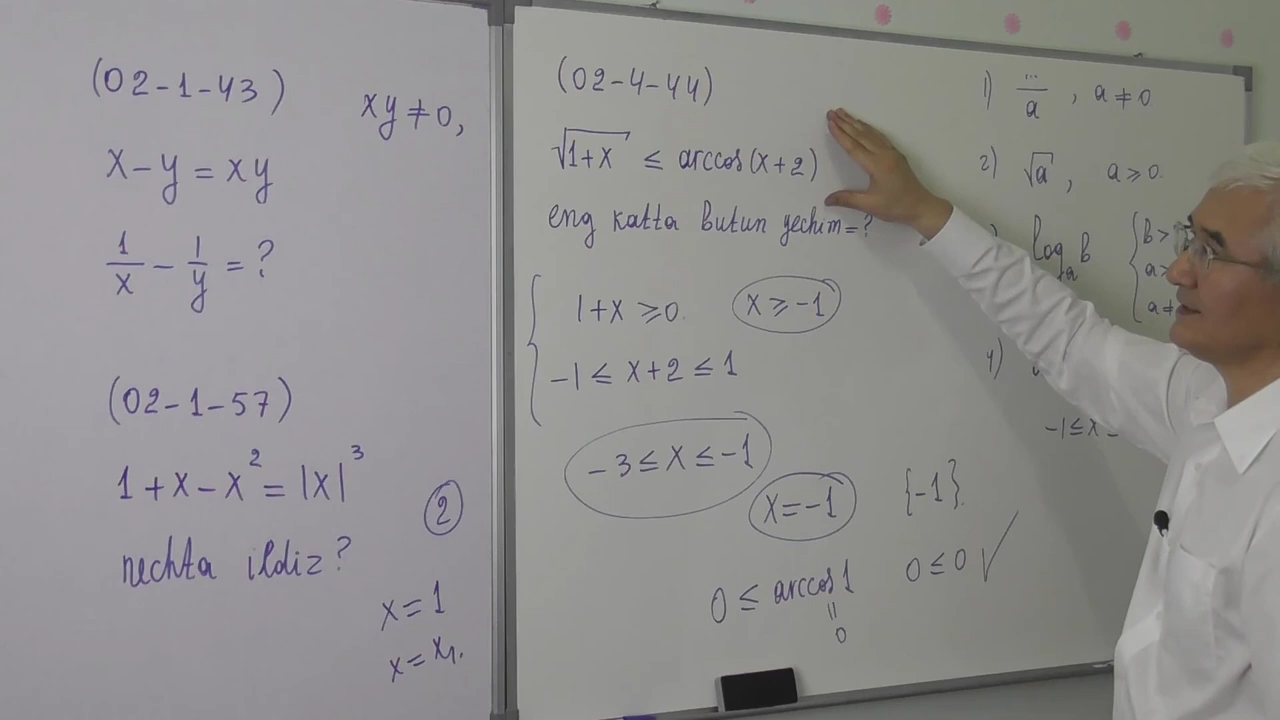 (02-1-43)
xy ≠ 0,
x - y = xy
1/x - 1/y = ?
(02-1-57)
1 + x - x² = |x|³
nechta ildiz?
②
x = 1
x = x₁.
(02-4-44)
√(1+x) ≤ arccos(x+2)
eng katta butun yechim = ?
1 + x ≥ 0. x ≥ -1
-1 ≤ x + 2 ≤ 1
-3 ≤ x ≤ -1
x = -1 {-1}.
0 ≤ arccos 1 0 ≤ 0 ✓
=
0
1) .../a , a ≠ 0
2) √a , a ≥ 0.
log_a b { b >
a >
a ≠
4)
-1 ≤ x